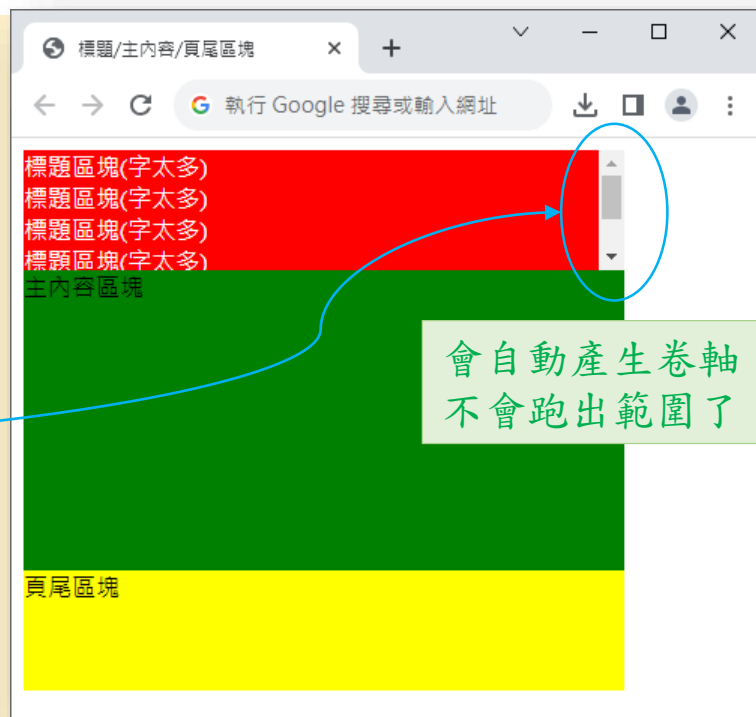 標題/主內容/頁尾區塊
執行 Google 搜尋或輸入網址
標題區塊(字太多)
標題區塊(字太多)
標題區塊(字太多)
標題區塊(字太多)
主內容區塊
會自動產生卷軸
不會跑出範圍了
頁尾區塊